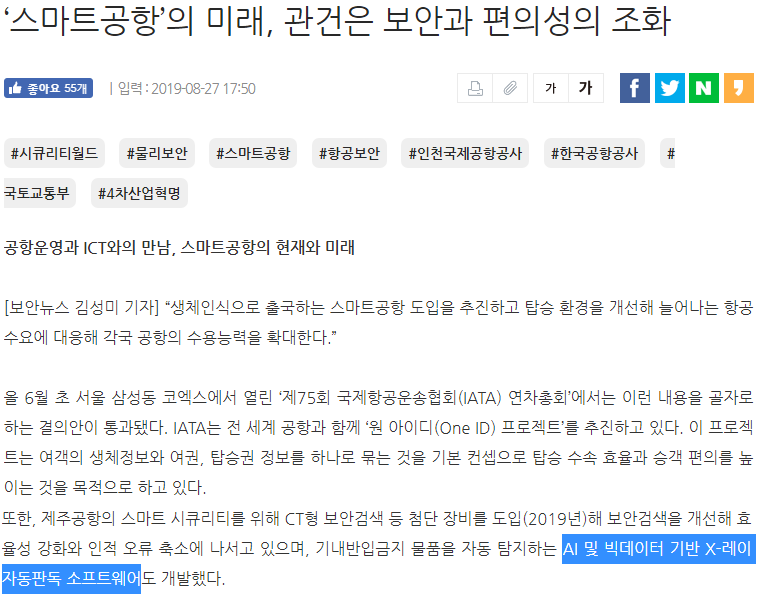 ‘스마트공항’의 미래, 관건은 보안과 편의성의 조화
좋아요 55개 | 입력 : 2019-08-27 17:50 가 가 f N
#시큐리티월드 #물리보안 #스마트공항 #항공보안 #인천국제공항공사 #한국공항공사 #
국토교통부 #4차산업혁명
공항운영과 ICT와의 만남, 스마트공항의 현재와 미래
[보안뉴스 김성미 기자] “생체인식으로 출국하는 스마트공항 도입을 추진하고 탑승 환경을 개선해 늘어나는 항공
수요에 대응해 각국 공항의 수용능력을 확대한다.”
올 6월 초 서울 삼성동 코엑스에서 열린 ‘제75회 국제항공운송협회(IATA) 연차총회’에서는 이런 내용을 골자로
하는 결의안이 통과됐다. IATA는 전 세계 공항과 함께 ‘원 아이디(One ID) 프로젝트’를 추진하고 있다. 이 프로젝
트는 여객의 생체정보와 여권, 탑승권 정보를 하나로 묶는 것을 기본 컨셉으로 탑승 수속 효율과 승객 편의를 높
이는 것을 목적으로 하고 있다.
또한, 제주공항의 스마트 시큐리티를 위해 CT형 보안검색 등 첨단 장비를 도입(2019년)해 보안검색을 개선해 효
율성 강화와 인적 오류 축소에 나서고 있으며, 기내반입금지 물품을 자동 탐지하는 AI 및 빅데이터 기반 X-레이
자동판독 소프트웨어도 개발했다.